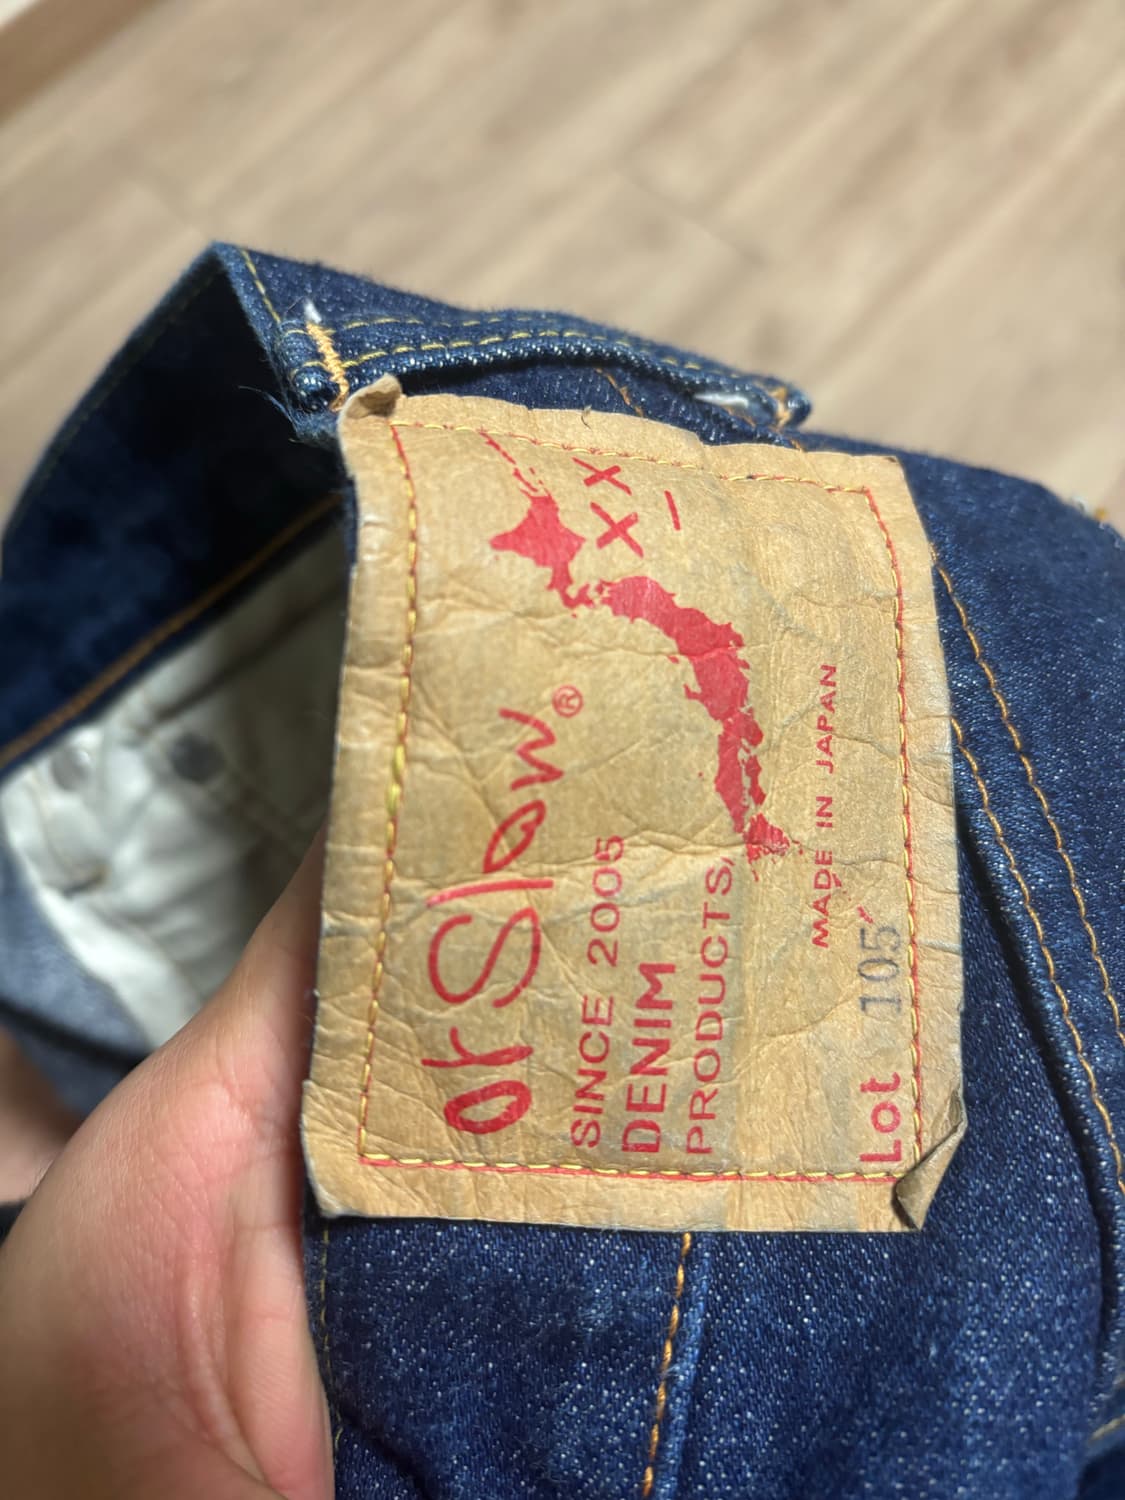 orSlow®
SINCE 2005
DENIM
PRODUCTS,
XX
MADE IN JAPAN
Lot 105